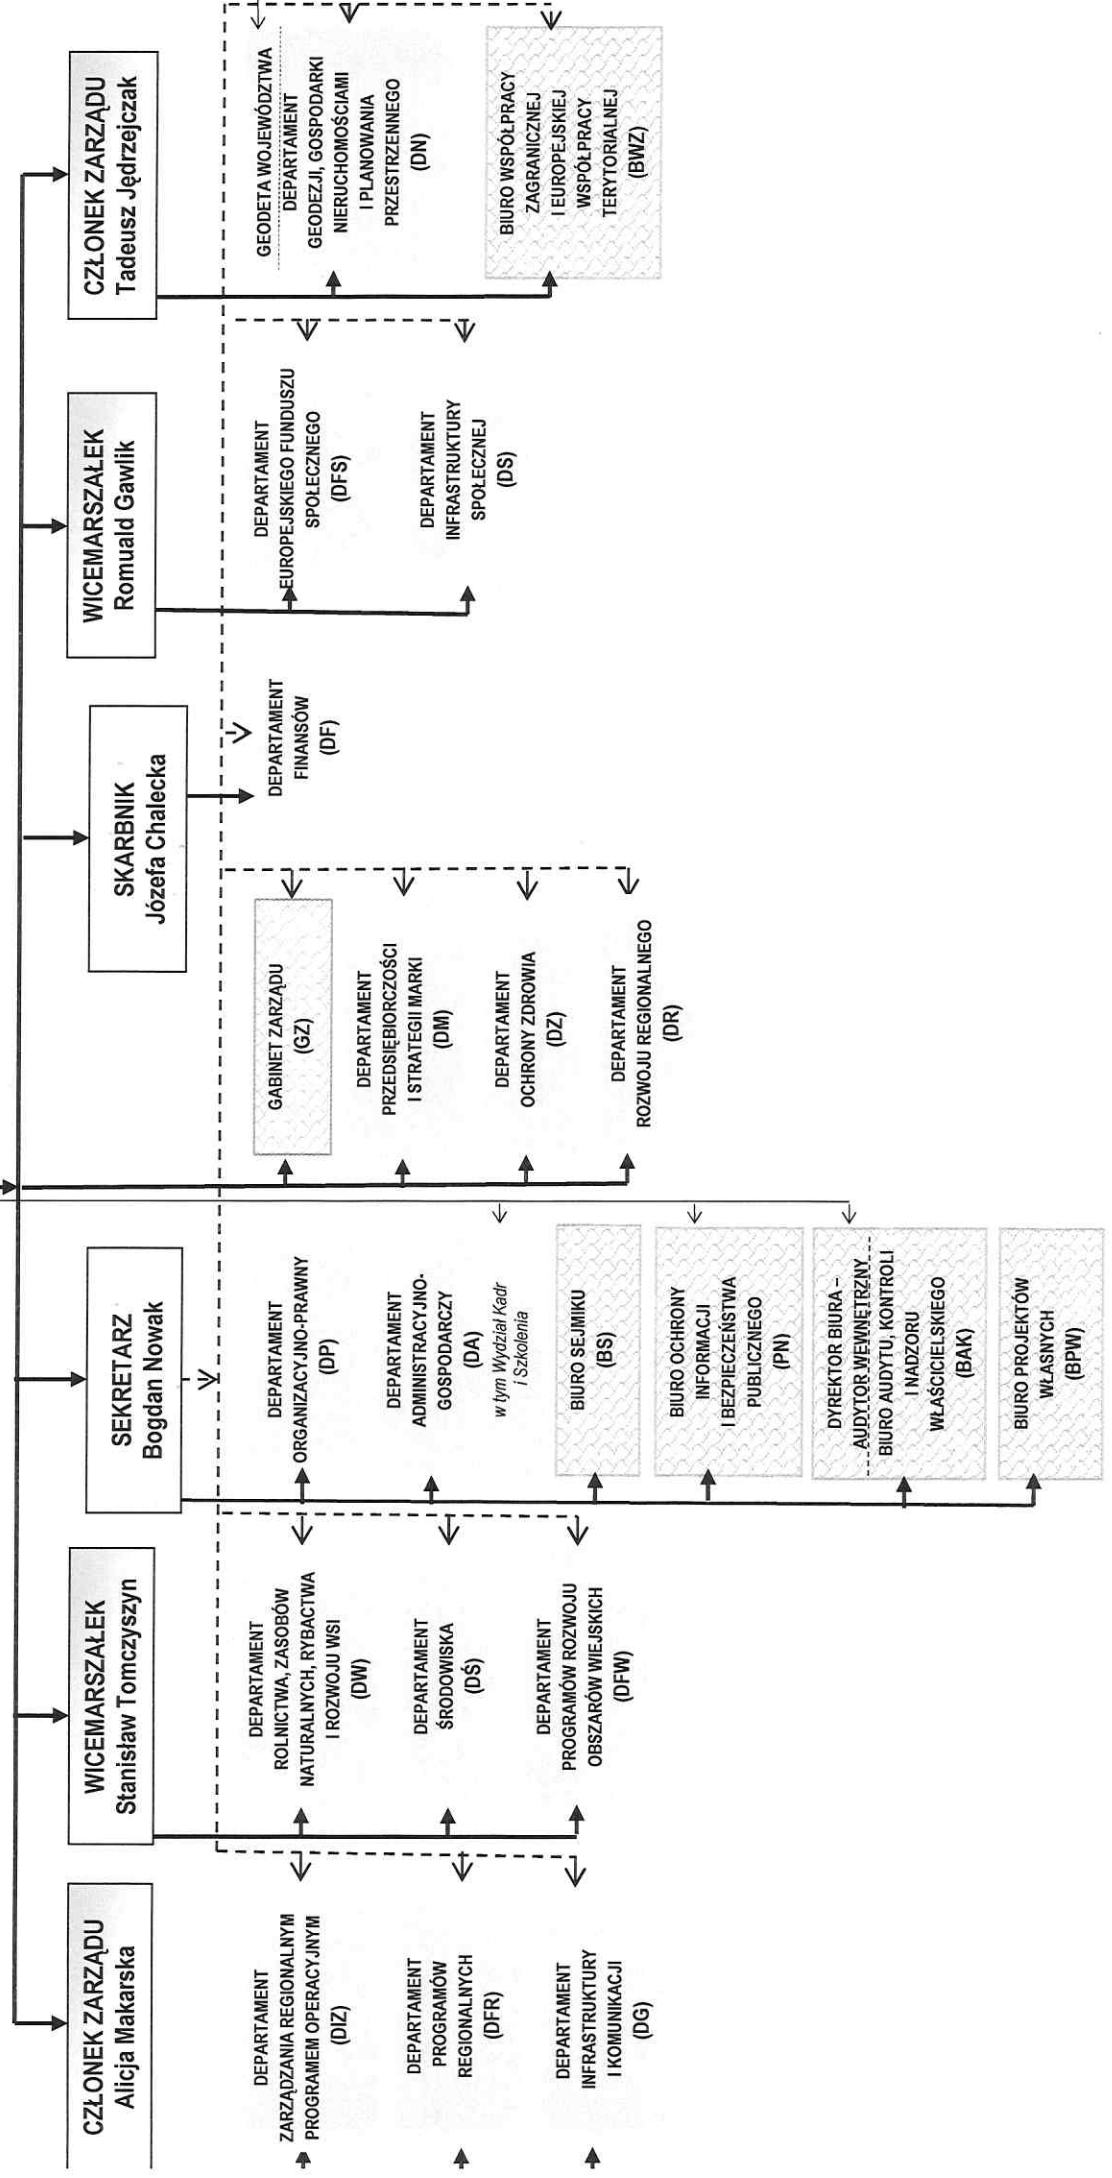 CZŁONEK ZARZĄDU
Alicja Makarska
DEPARTAMENT
ZARZĄDZANIA REGIONALNYM
PROGRAMEM OPERACYJNYM
(DIZ)
DEPARTAMENT
PROGRAMÓW
REGIONALNYCH
(DFR)
DEPARTAMENT
INFRASTRUKTURY
I KOMUNIKACJI
(DG)
WICEMARSZAŁEK
Stanisław Tomczyszyn
DEPARTAMENT
ROLNICTWA, ZASOBÓW
NATURALNYCH, RYBACTWA
I ROZWOJU WSI
(DW)
DEPARTAMENT
ŚRODOWISKA
(DŚ)
DEPARTAMENT
PROGRAMÓW ROZWOJU
OBSZARÓW WIEJSKICH
(DFW)
SEKRETARZ
Bogdan Nowak
DEPARTAMENT
ORGANIZACYJNO-PRAWNY
(DP)
DEPARTAMENT
ADMINISTRACYJNO-
GOSPODARCZY
(DA)
w tym Wydział Kadr
i Szkolenia
BIURO SEJMIKU
(BS)
BIURO OCHRONY
INFORMACJI
I BEZPIECZEŃSTWA
PUBLICZNEGO
(PN)
DYREKTOR BIURA –
AUDYTOR WEWNĘTRZNY
BIURO AUDYTU, KONTROLI
I NADZORU
WŁAŚCICIELSKIEGO
(BAK)
BIURO PROJEKTÓW
WŁASNYCH
(BPW)
GABINET ZARZĄDU
(GZ)
DEPARTAMENT
PRZEDSIĘBIORCZOŚCI
I STRATEGII MARKI
(DM)
DEPARTAMENT
OCHRONY ZDROWIA
(DZ)
DEPARTAMENT
ROZWOJU REGIONALNEGO
(DR)
SKARBNIK
Józefa Chalecka
DEPARTAMENT
FINANSÓW
(DF)
WICEMARSZAŁEK
Romuald Gawlik
DEPARTAMENT
EUROPEJSKIEGO FUNDUSZU
SPOŁECZNEGO
(DFS)
DEPARTAMENT
INFRASTRUKTURY
SPOŁECZNEJ
(DS)
CZŁONEK ZARZĄDU
Tadeusz Jędrzejczak
GEODETA WOJEWÓDZTWA
DEPARTAMENT
GEODEZJI, GOSPODARKI
NIERUCHOMOŚCIAMI
I PLANOWANIA
PRZESTRZENNEGO
(DN)
BIURO WSPÓŁPRACY
ZAGRANICZNEJ
I EUROPEJSKIEJ
WSPÓŁPRACY
TERYTORIALNEJ
(BWZ)